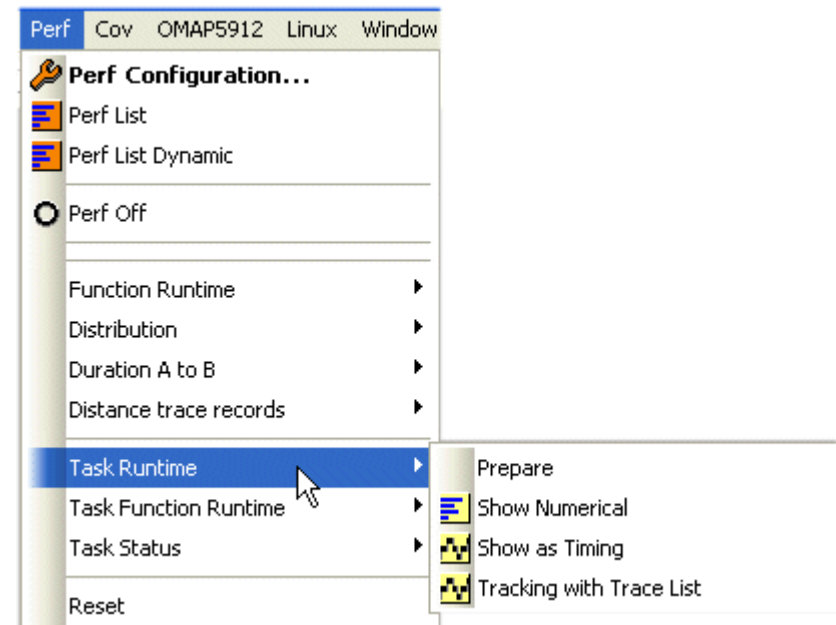 Perf Cov OMAP5912 Linux Window
Perf Configuration...
Perf List
Perf List Dynamic
Perf Off
Function Runtime
Distribution
Duration A to B
Distance trace records
Task Runtime
Prepare
Task Function Runtime
Show Numerical
Task Status
Show as Timing
Tracking with Trace List
Reset